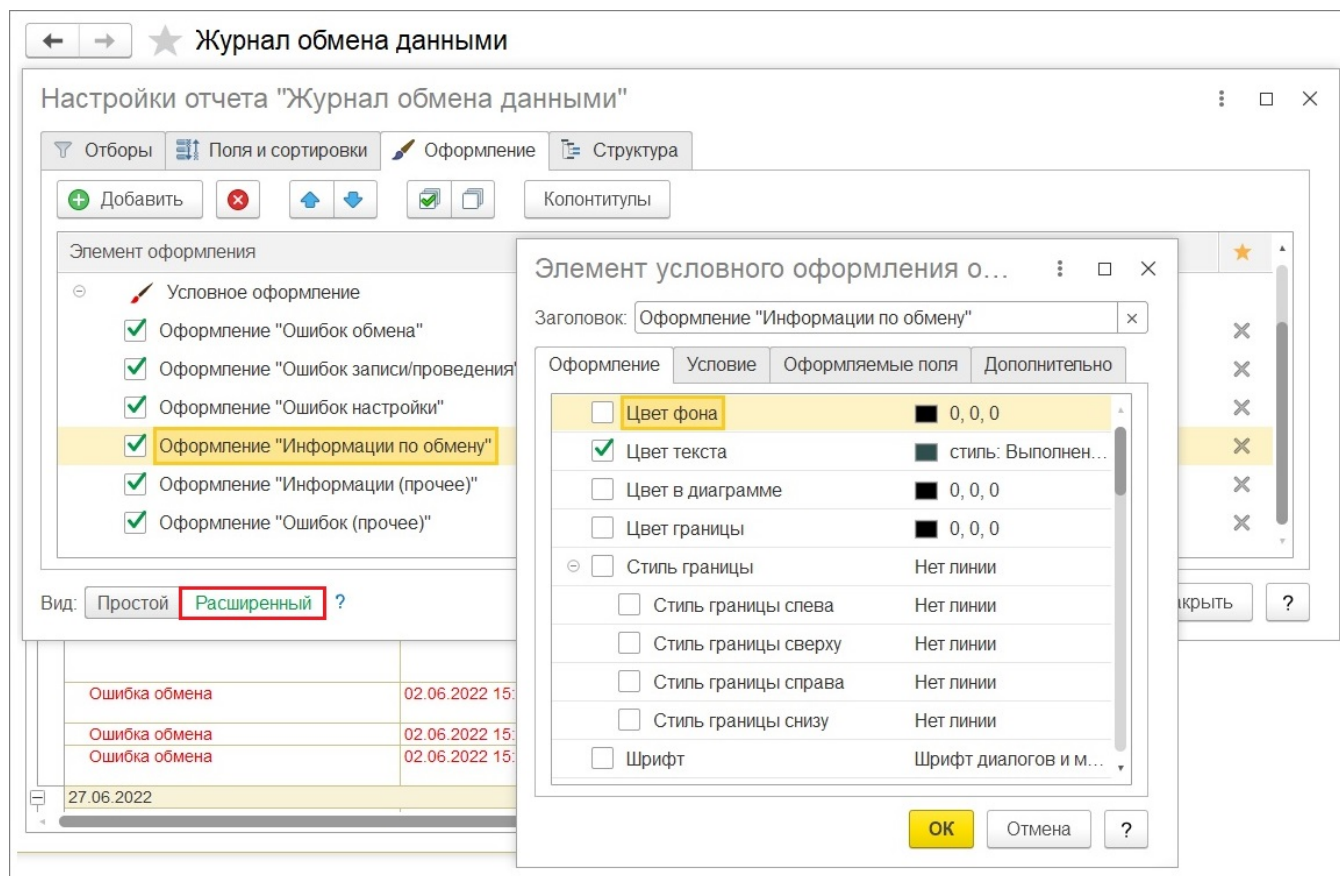 Журнал обмена данными
Настройки отчета "Журнал обмена данными"
Отборы Поля и сортировки Оформление Структура
Добавить Колонтитулы
Элемент оформления
Условное оформление
Оформление "Ошибок обмена"
Оформление "Ошибок записи/проведения"
Оформление "Ошибок настройки"
Оформление "Информации по обмену"
Оформление "Информации (прочее)"
Оформление "Ошибок (прочее)"
Вид: Простой Расширенный ?
акрыть ?
Элемент условного оформления о...
Заголовок: Оформление "Информации по обмену"
Оформление Условие Оформляемые поля Дополнительно
Цвет фона 0, 0, 0
Цвет текста стиль: Выполнен...
Цвет в диаграмме 0, 0, 0
Цвет границы 0, 0, 0
Стиль границы Нет линии
Стиль границы слева Нет линии
Стиль границы сверху Нет линии
Стиль границы справа Нет линии
Стиль границы снизу Нет линии
Шрифт Шрифт диалогов и м...
ОК Отмена ?
Ошибка обмена 02.06.2022 15:
Ошибка обмена 02.06.2022 15:
Ошибка обмена 02.06.2022 15:
27.06.2022